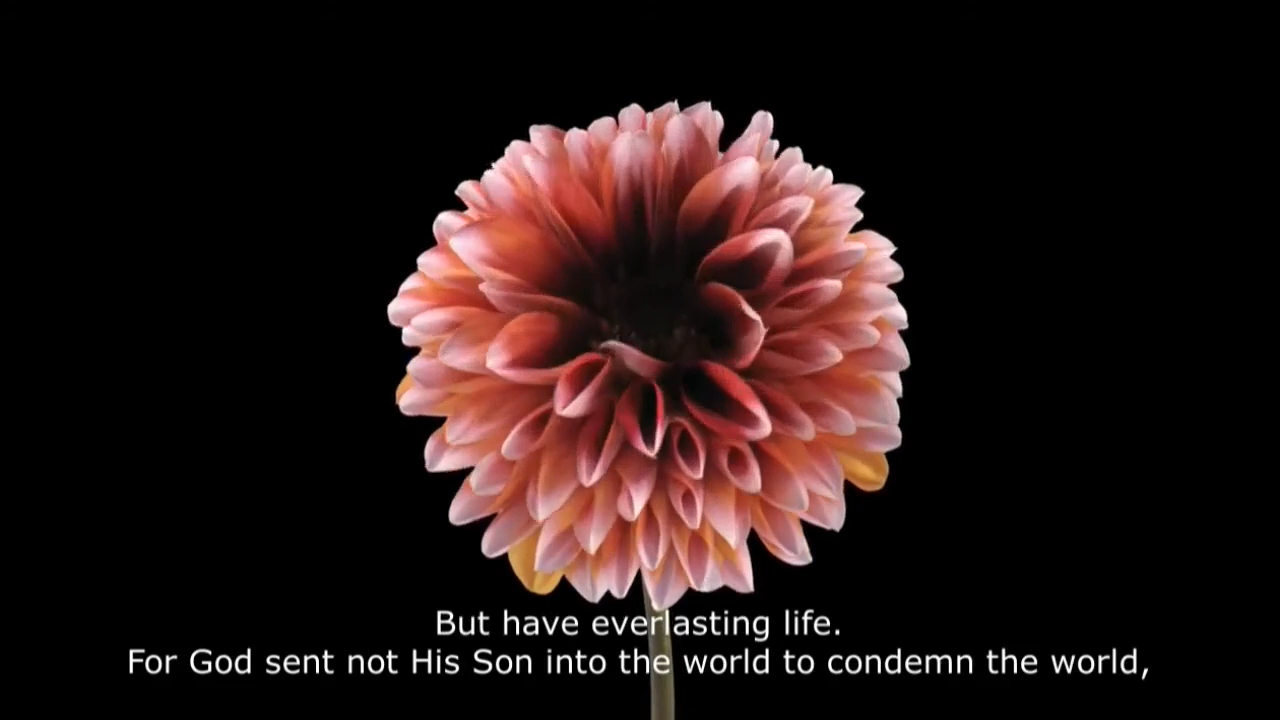 But have everlasting life.
For God sent not His Son into the world to condemn the world,